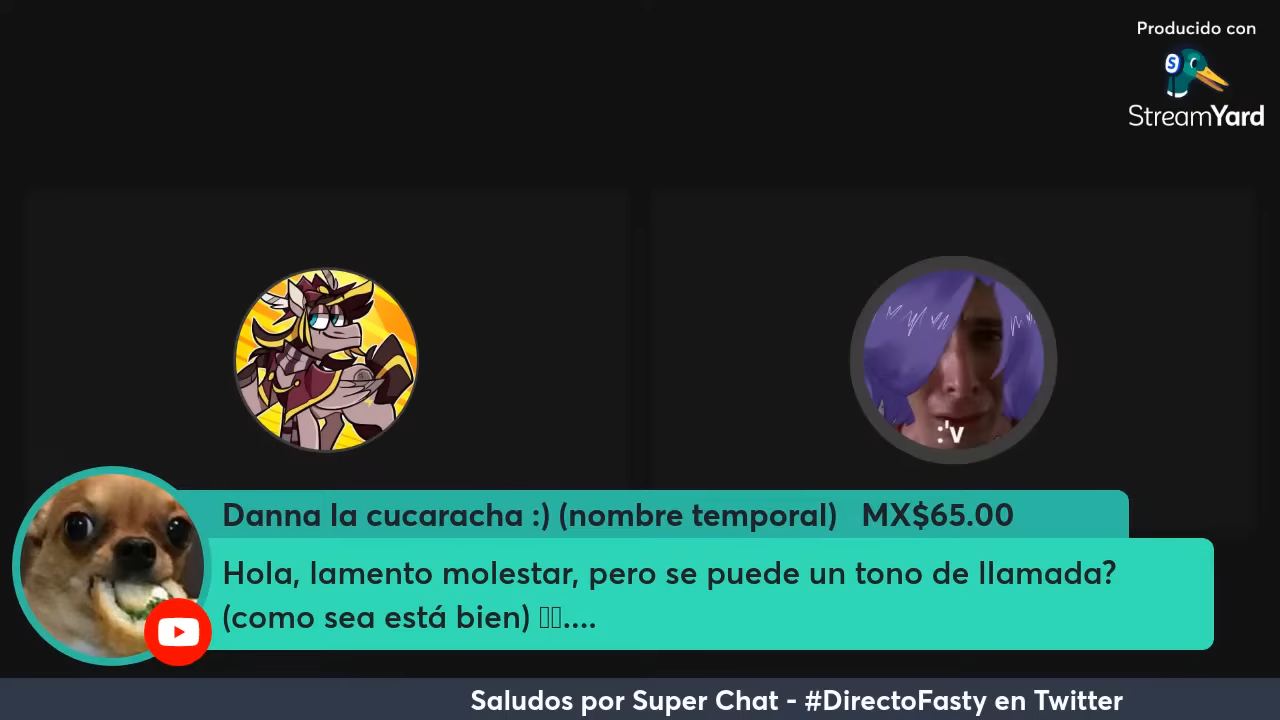 Producido con
S
StreamYard
:'v
Danna la cucaracha :) (nombre temporal) MX$65.00
Hola, lamento molestar, pero se puede un tono de llamada?
(como sea está bien) ▯▯....
Saludos por Super Chat - #DirectoFasty en Twitter